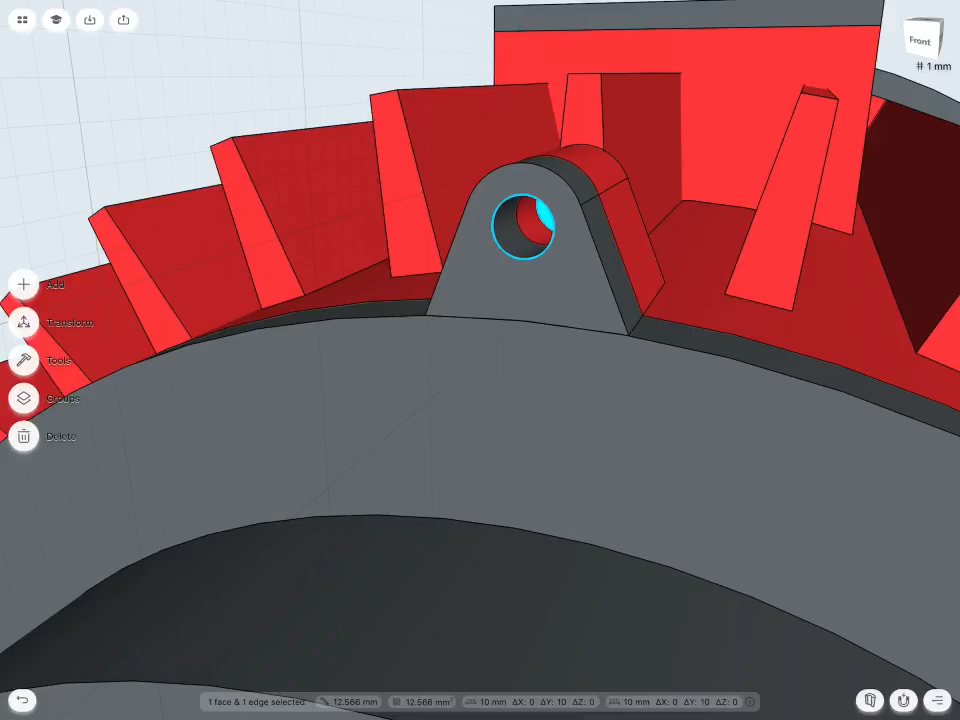 Front
# 1 mm
Add
Transform
Tools
Groups
Delete
1 face & 1 edge selected 12.566 mm 12.566 mm² 10 mm ΔX: 0 ΔY: 10 ΔZ: 0 10 mm ΔX: 0 ΔY: 10 ΔZ: 0